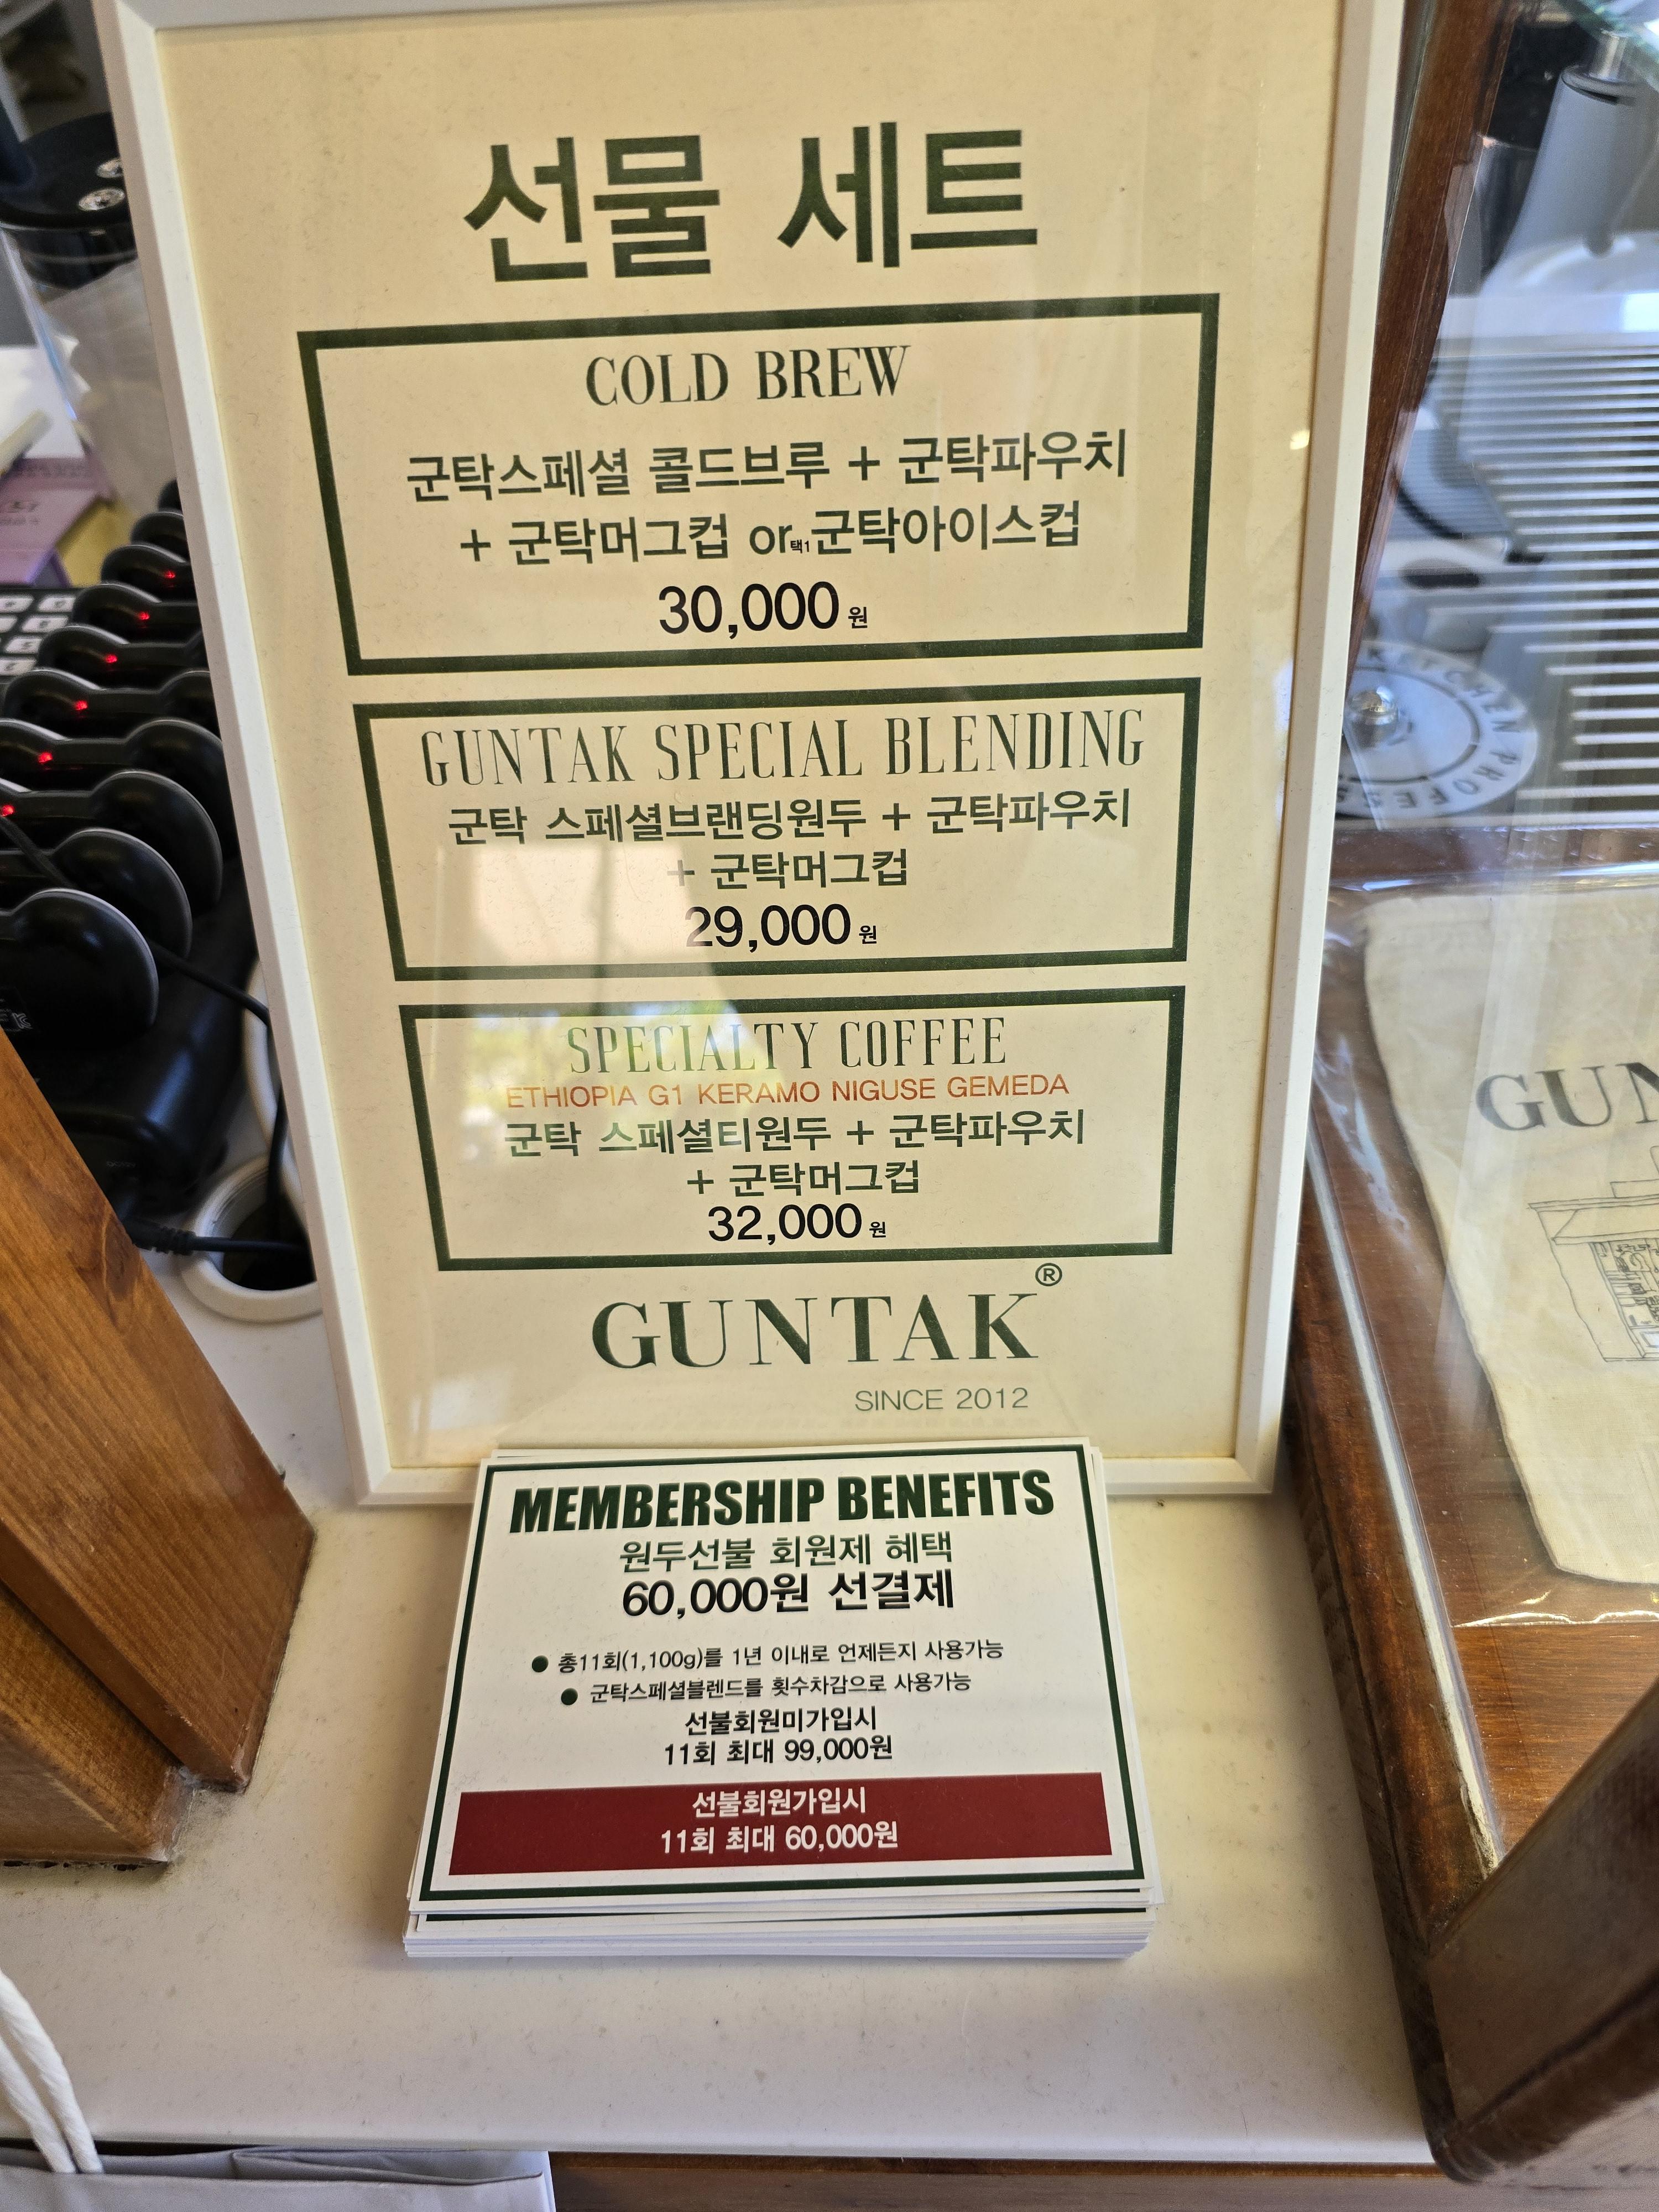 선물 세트
COLD BREW
군탁스페셜 콜드브루 + 군탁파우치
+ 군탁머그컵 or택1군탁아이스컵
30,000원
GUNTAK SPECIAL BLENDING
군탁 스페셜브랜딩원두 + 군탁파우치
+ 군탁머그컵
29,000원
SPECIALTY COFFEE
ETHIOPIA G1 KERAMO NIGUSE GEMEDA
군탁 스페셜티원두 + 군탁파우치
+ 군탁머그컵
32,000원
GUNTAK®
SINCE 2012
MEMBERSHIP BENEFITS
원두선불 회원제 혜택
60,000원 선결제
● 총11회(1,100g)를 1년 이내로 언제든지 사용가능
● 군탁스페셜블렌드를 횟수차감으로 사용가능
선불회원미가입시
11회 최대 99,000원
선불회원가입시
11회 최대 60,000원
GUN